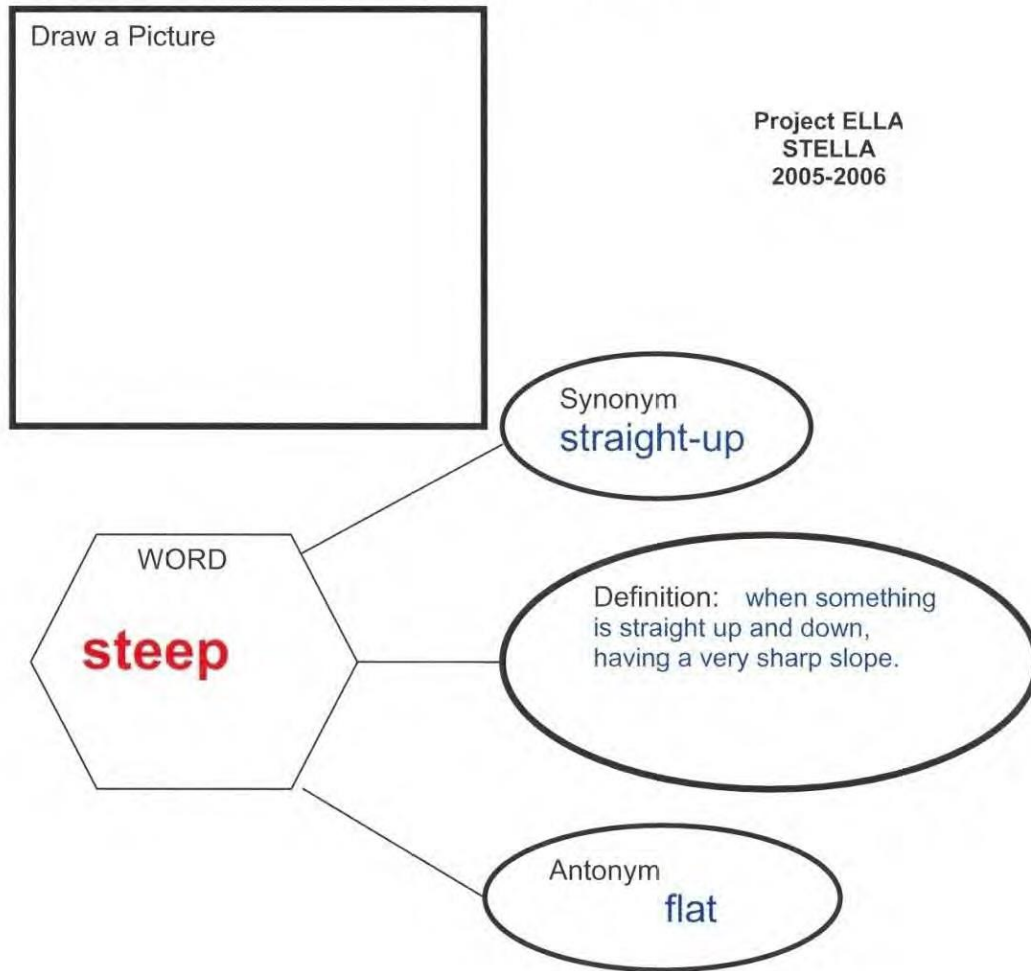 Draw a Picture
Project ELLA
STELLA
2005-2006
Synonym
straight-up
WORD
steep
Definition: when something
is straight up and down,
having a very sharp slope.
Antonym
flat